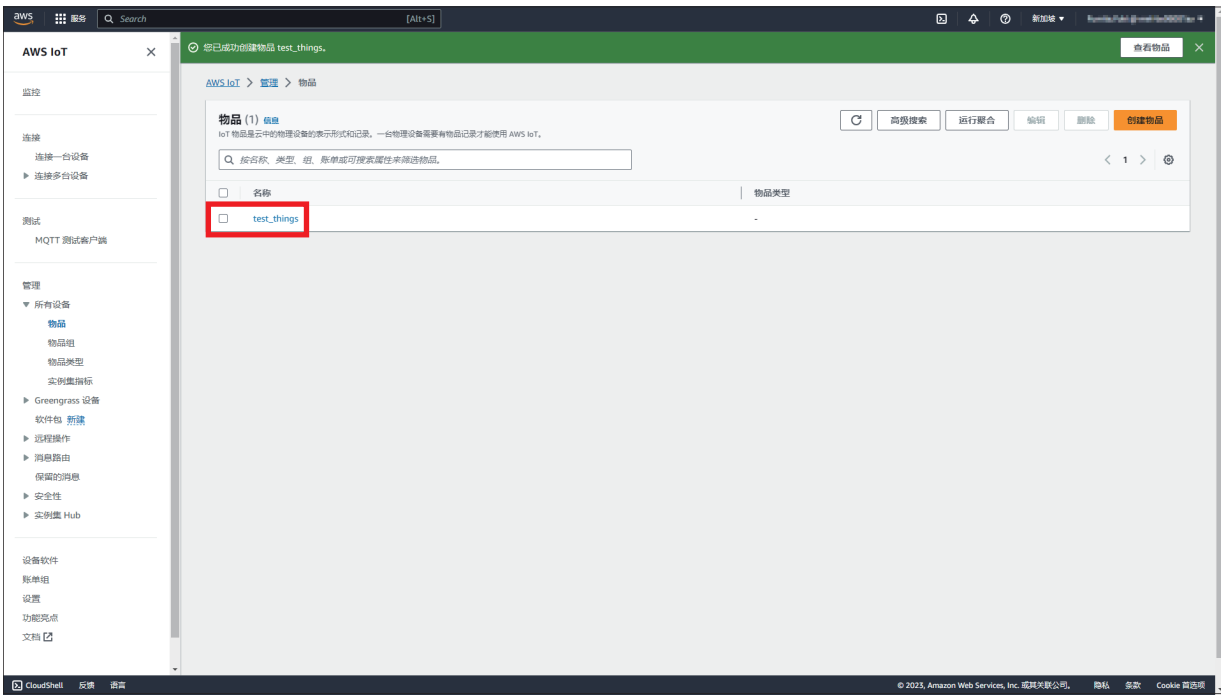 aws 服务 Search [Alt+S] 新加坡
AWS IoT
监控
连接
连接一台设备
连接多台设备
测试
MQTT 测试客户端
管理
所有设备
物品
物品组
物品类型
实例集指标
Greengrass 设备
软件包 新建
远程操作
消息路由
保留的消息
安全性
实例集 Hub
设备软件
账单组
设置
功能亮点
文档
您已成功创建物品 test_things。 查看物品
AWS IoT > 管理 > 物品
物品 (1) 信息
IoT 物品是云中的物理设备的表示形式和记录。一台物理设备需要有物品记录才能使用 AWS IoT。
高级搜索 运行聚合 编辑 删除 创建物品
按名称、类型、组、账单或可搜索属性来筛选物品。
1
名称 物品类型
test_things -
CloudShell 反馈 语言 © 2023, Amazon Web Services, Inc. 或其关联公司。 隐私 条款 Cookie 首选项